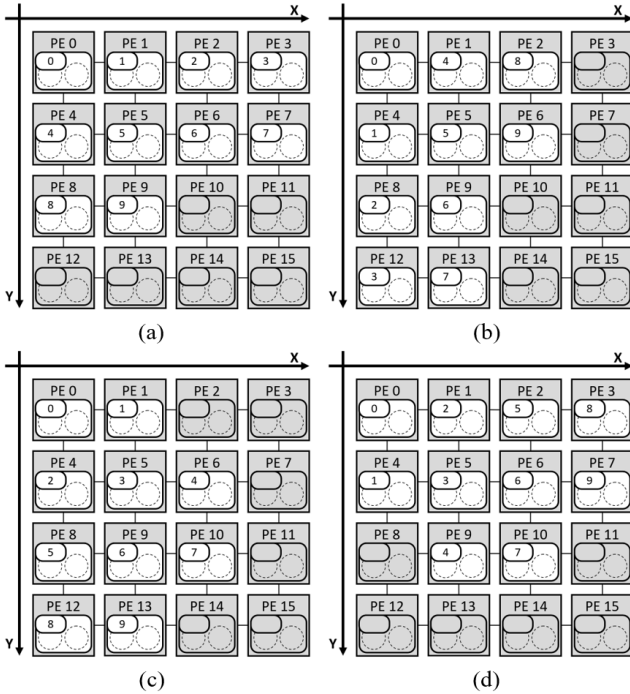 X X
PE 0 PE 1 PE 2 PE 3 PE 0 PE 1 PE 2 PE 3
0 1 2 3 0 4 8
PE 4 PE 5 PE 6 PE 7 PE 4 PE 5 PE 6 PE 7
4 5 6 7 1 5 9
PE 8 PE 9 PE 10 PE 11 PE 8 PE 9 PE 10 PE 11
8 9 2 6
PE 12 PE 13 PE 14 PE 15 PE 12 PE 13 PE 14 PE 15
3 7
Y Y
(a) (b)
X X
PE 0 PE 1 PE 2 PE 3 PE 0 PE 1 PE 2 PE 3
0 1 0 2 5 8
PE 4 PE 5 PE 6 PE 7 PE 4 PE 5 PE 6 PE 7
2 3 4 1 3 6 9
PE 8 PE 9 PE 10 PE 11 PE 8 PE 9 PE 10 PE 11
5 6 7 4 7
PE 12 PE 13 PE 14 PE 15 PE 12 PE 13 PE 14 PE 15
8 9
Y Y
(c) (d)